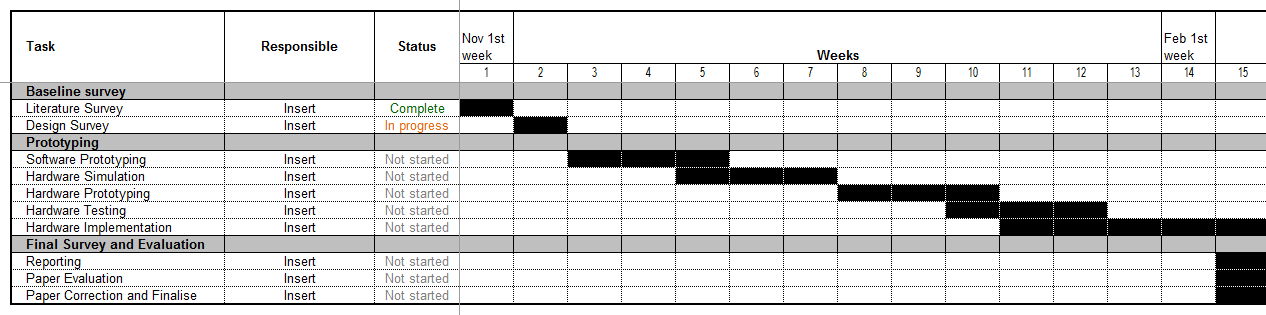 Task Responsible Status Nov 1st week Weeks Feb 1st week
1 2 3 4 5 6 7 8 9 10 11 12 13 14 15
Baseline survey
Literature Survey Insert Complete
Design Survey Insert In progress
Prototyping
Software Prototyping Insert Not started
Hardware Simulation Insert Not started
Hardware Prototyping Insert Not started
Hardware Testing Insert Not started
Hardware Implementation Insert Not started
Final Survey and Evaluation
Reporting Insert Not started
Paper Evaluation Insert Not started
Paper Correction and Finalise Insert Not started